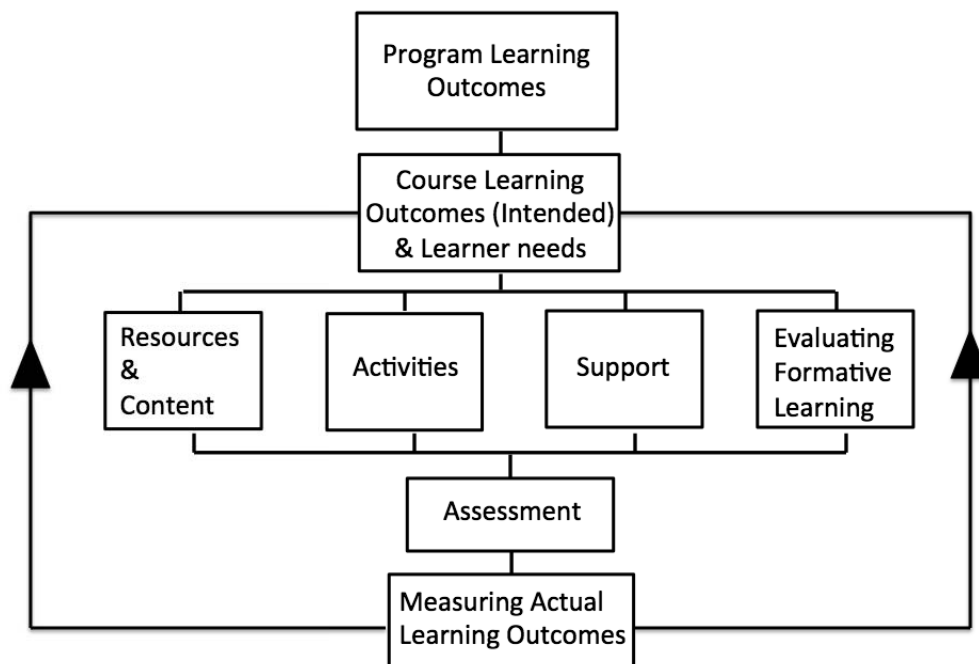 Program Learning
Outcomes
Course Learning
Outcomes (Intended)
& Learner needs
Resources
&
Content
Activities
Support
Evaluating
Formative
Learning
Assessment
Measuring Actual
Learning Outcomes